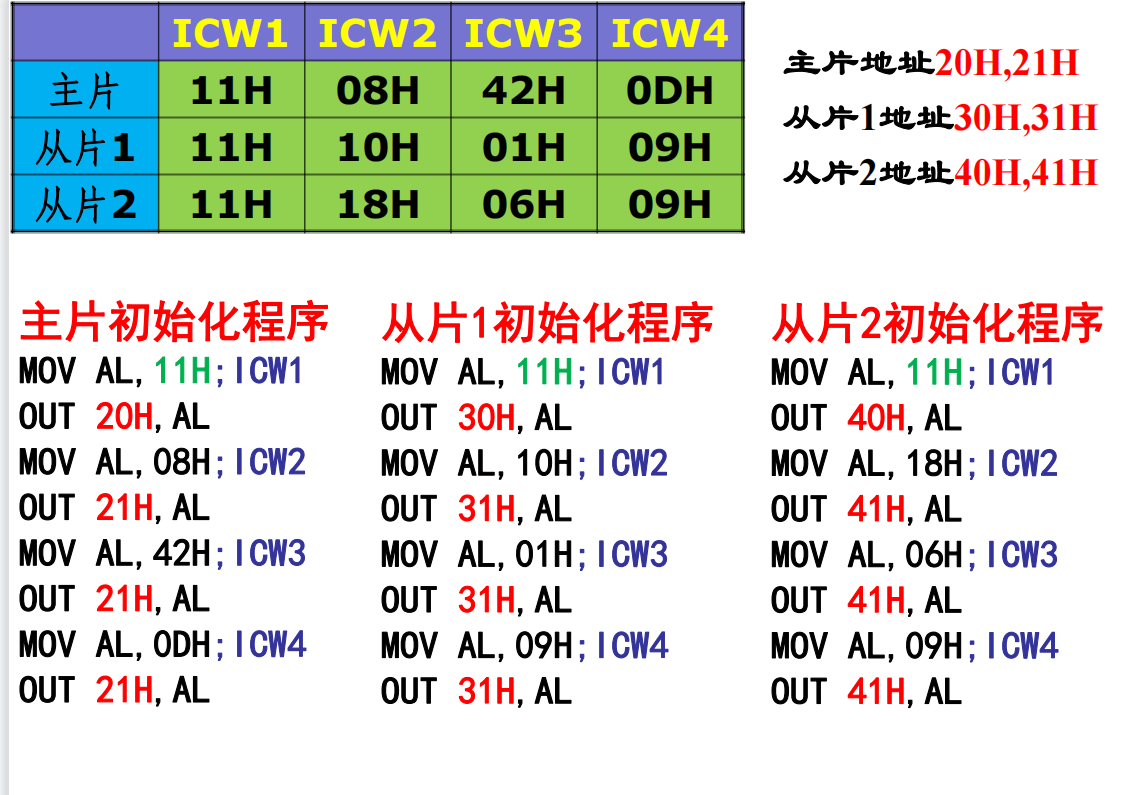 ICW1 ICW2 ICW3 ICW4
主片 11H 08H 42H 0DH
从片1 11H 10H 01H 09H
从片2 11H 18H 06H 09H
主片地址20H,21H
从片1地址30H,31H
从片2地址40H,41H
主片初始化程序
MOV AL,11H;ICW1
OUT 20H,AL
MOV AL,08H;ICW2
OUT 21H,AL
MOV AL,42H;ICW3
OUT 21H,AL
MOV AL,0DH;ICW4
OUT 21H,AL
从片1初始化程序
MOV AL,11H;ICW1
OUT 30H,AL
MOV AL,10H;ICW2
OUT 31H,AL
MOV AL,01H;ICW3
OUT 31H,AL
MOV AL,09H;ICW4
OUT 31H,AL
从片2初始化程序
MOV AL,11H;ICW1
OUT 40H,AL
MOV AL,18H;ICW2
OUT 41H,AL
MOV AL,06H;ICW3
OUT 41H,AL
MOV AL,09H;ICW4
OUT 41H,AL